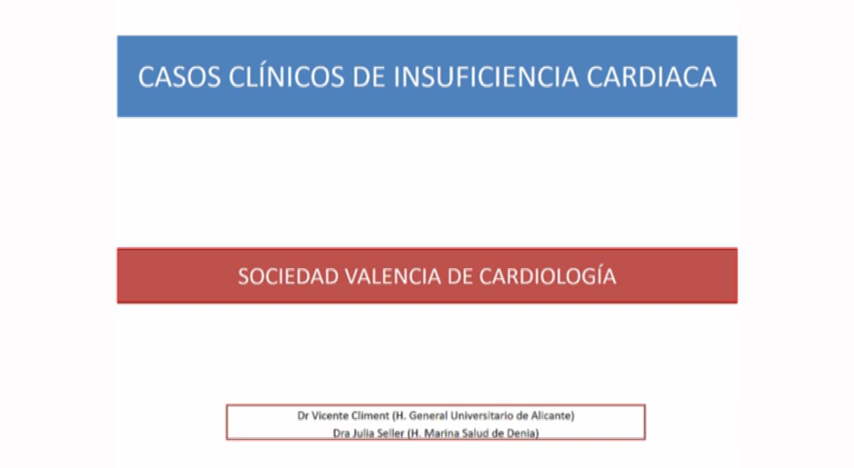 CASOS CLÍNICOS DE INSUFICIENCIA CARDIACA
SOCIEDAD VALENCIA DE CARDIOLOGÍA
Dr Vicente Climent (H. General Universitario de Alicante)
Dra Julia Seller (H. Marina Salud de Denia)